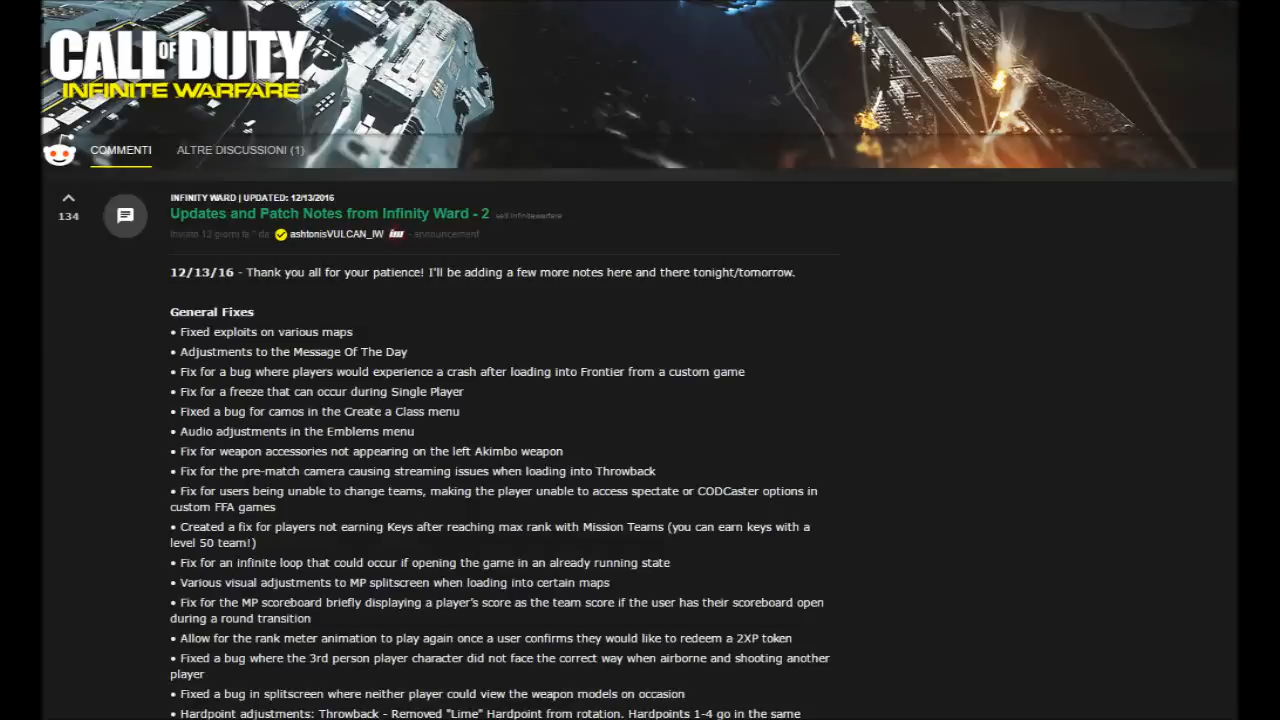 CALL OF DUTY
INFINITE WARFARE
COMMENTI ALTRE DISCUSSIONI (1)
INFINITY WARD | UPDATED: 12/13/2016
134
Updates and Patch Notes from Infinity Ward - 2 self.Infinitewarfare
Inviato 12 giorni fa * da ashtonisVULCAN_IW - announcement
12/13/16 - Thank you all for your patience! I'll be adding a few more notes here and there tonight/tomorrow.
General Fixes
• Fixed exploits on various maps
• Adjustments to the Message Of The Day
• Fix for a bug where players would experience a crash after loading into Frontier from a custom game
• Fix for a freeze that can occur during Single Player
• Fixed a bug for camos in the Create a Class menu
• Audio adjustments in the Emblems menu
• Fix for weapon accessories not appearing on the left Akimbo weapon
• Fix for the pre-match camera causing streaming issues when loading into Throwback
• Fix for users being unable to change teams, making the player unable to access spectate or CODCaster options in
custom FFA games
• Created a fix for players not earning Keys after reaching max rank with Mission Teams (you can earn keys with a
level 50 team!)
• Fix for an infinite loop that could occur if opening the game in an already running state
• Various visual adjustments to MP splitscreen when loading into certain maps
• Fix for the MP scoreboard briefly displaying a player's score as the team score if the user has their scoreboard open
during a round transition
• Allow for the rank meter animation to play again once a user confirms they would like to redeem a 2XP token
• Fixed a bug where the 3rd person player character did not face the correct way when airborne and shooting another
player
• Fixed a bug in splitscreen where neither player could view the weapon models on occasion
• Hardpoint adjustments: Throwback - Removed "Lime" Hardpoint from rotation. Hardpoints 1-4 go in the same